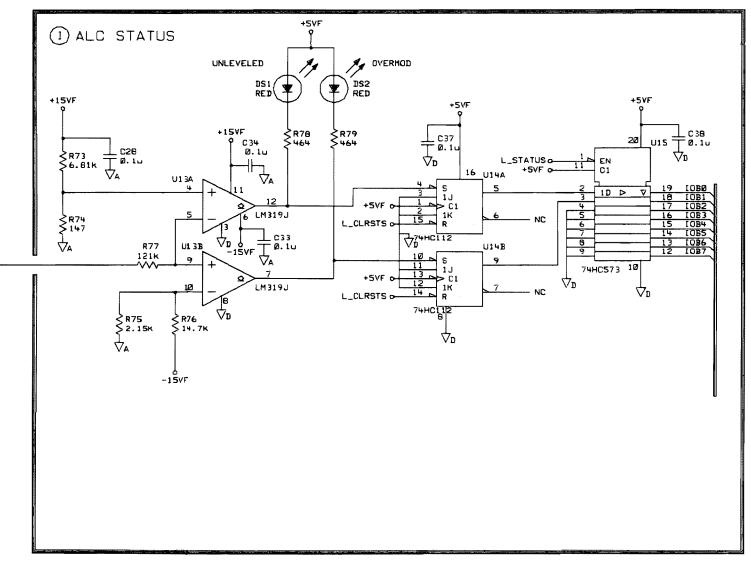 1 ALC STATUS
+5VF
UNLEVELED
OVERMOD
DS1
RED
DS2
RED
+15VF
R73
6.81k
C28
0.1u
A
R74
147
A
+15VF
C34
0.1u
A
R78
464
R79
464
U13A
4
+
11
12
5
-
Ω
6
3
LM319J
D
-15VF
C33
0.1u
A
R77
121k
U13B
9
+
7
10
-
Ω
8
LM319J
D
R75
2.15k
A
R76
14.7k
-15VF
+5VF
C37
0.1u
D
16
U14A
4
S
5
3
1J
+5VF
1
C1
2
1K
6
NC
L_CLRSTS
15
R
D
74HC112
U14B
10
S
9
11
1J
+5VF
13
C1
12
1K
7
NC
L_CLRSTS
14
R
74HC112
8
D
+5VF
20
U15
C38
0.1u
D
L_STATUS
1
EN
+5VF
11
C1
2
1D
19
IOB0
3
18
IOB1
4
17
IOB2
5
16
IOB3
6
15
IOB4
7
14
IOB5
8
13
IOB6
9
12
IOB7
74HC573
10
D
D